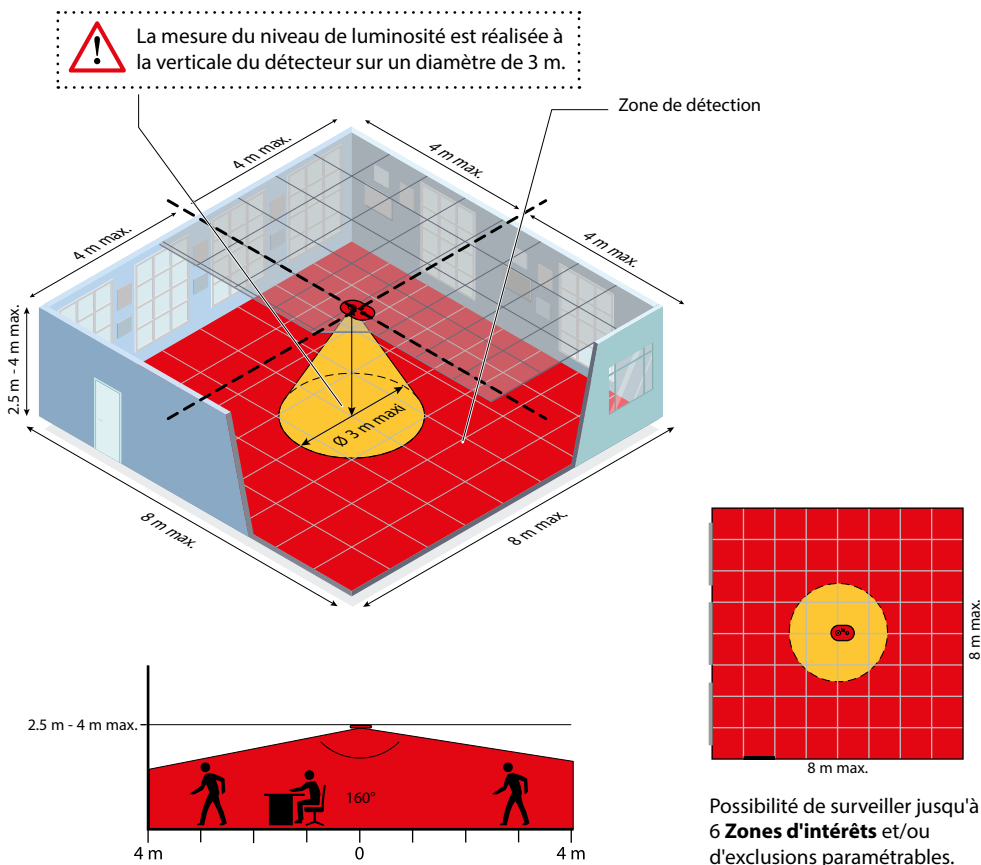 La mesure du niveau de luminosité est réalisée à
la verticale du détecteur sur un diamètre de 3 m.
Zone de détection
4 m max.
4 m max.
4 m max.
4 m max.
2.5 m - 4 m max.
Ø 3 m maxi
8 m max.
8 m max.
8 m max.
8 m max.
2.5 m - 4 m max.
160°
4 m
0
4 m
Possibilité de surveiller jusqu'à
6 Zones d'intérêts et/ou
d'exclusions paramétrables.